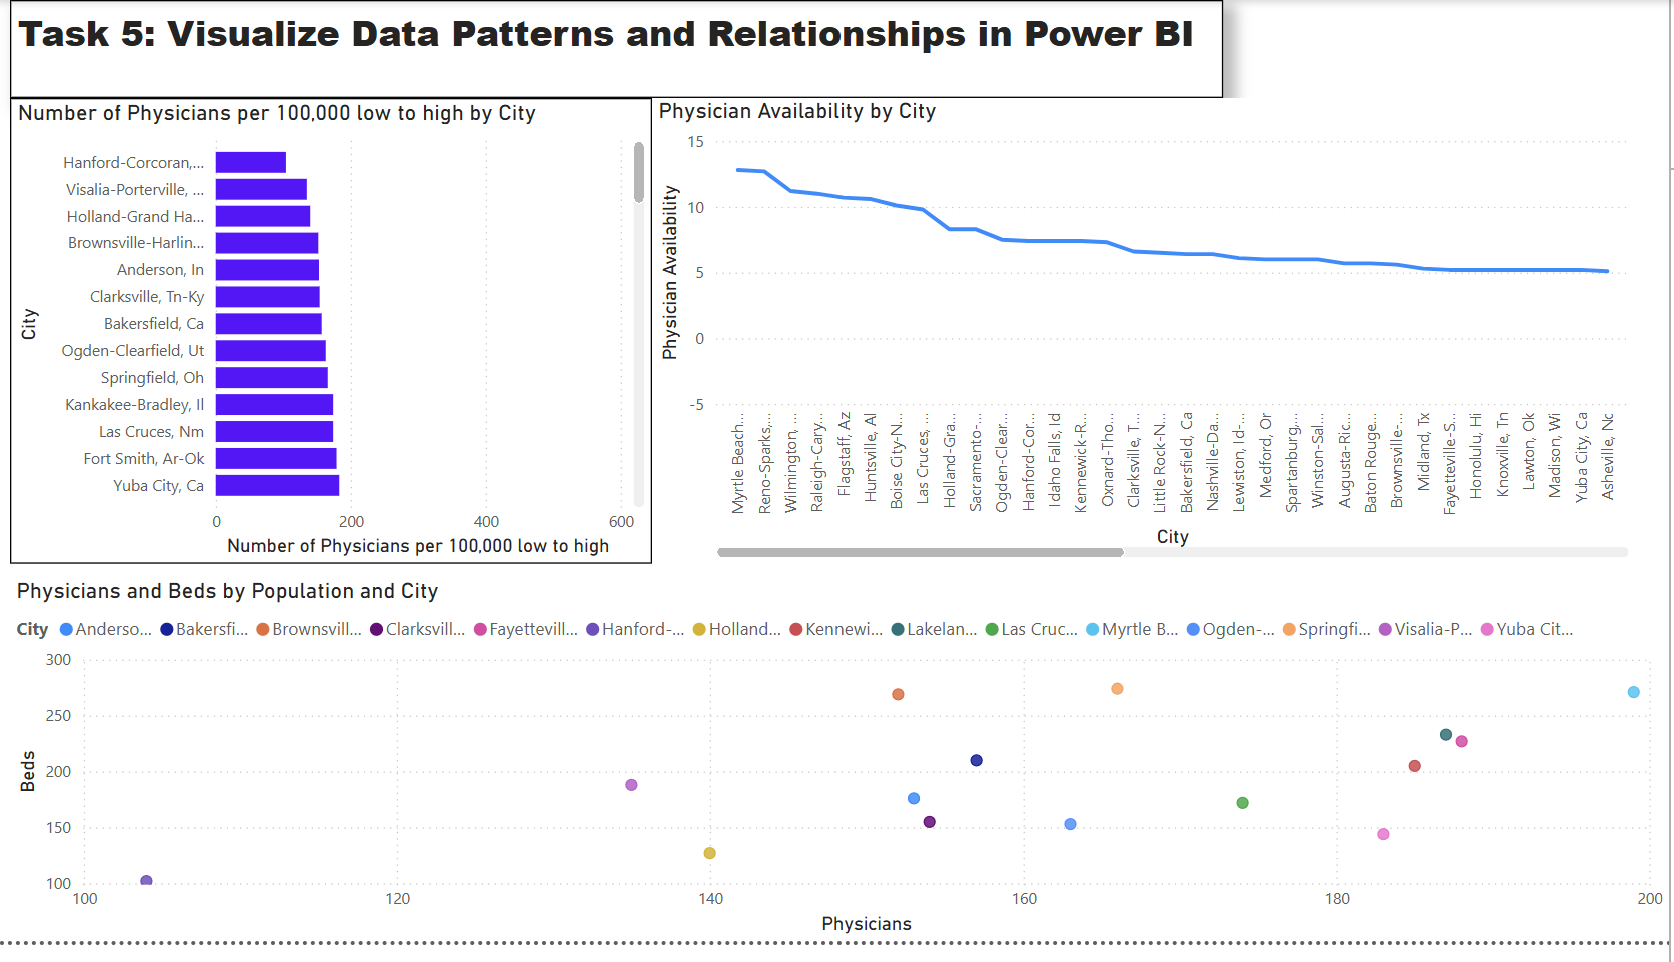 Task 5: Visualize Data Patterns and Relationships in Power BI
Number of Physicians per 100,000 low to high by City
City
Hanford-Corcoran,...
Visalia-Porterville, ...
Holland-Grand Ha...
Brownsville-Harlin...
Anderson, In
Clarksville, Tn-Ky
Bakersfield, Ca
Ogden-Clearfield, Ut
Springfield, Oh
Kankakee-Bradley, Il
Las Cruces, Nm
Fort Smith, Ar-Ok
Yuba City, Ca
0 200 400 600
Number of Physicians per 100,000 low to high
Physician Availability by City
Physician Availability
15
10
5
0
-5
Myrtle Beach...
Reno-Sparks,...
Wilmington, ...
Raleigh-Cary...
Flagstaff, Az
Huntsville, Al
Boise City-N...
Las Cruces, ...
Holland-Gra...
Sacramento-...
Ogden-Clear...
Hanford-Cor...
Idaho Falls, Id
Kennewick-R...
Oxnard-Tho...
Clarksville, T...
Little Rock-N...
Bakersfield, Ca
Nashville-Da...
Lewiston, Id-...
Medford, Or
Spartanburg,...
Winston-Sal...
Augusta-Ric...
Baton Rouge...
Brownsville-...
Midland, Tx
Fayetteville-S...
Honolulu, Hi
Knoxville, Tn
Lawton, Ok
Madison, Wi
Yuba City, Ca
Asheville, Nc
City
Physicians and Beds by Population and City
City Anderso... Bakersfi... Brownsvill... Clarksvill... Fayettevill... Hanford-... Holland... Kennewi... Lakelan... Las Cruc... Myrtle B... Ogden-... Springfi... Visalia-P... Yuba Cit...
Beds
300
250
200
150
100
100 120 140 160 180 200
Physicians